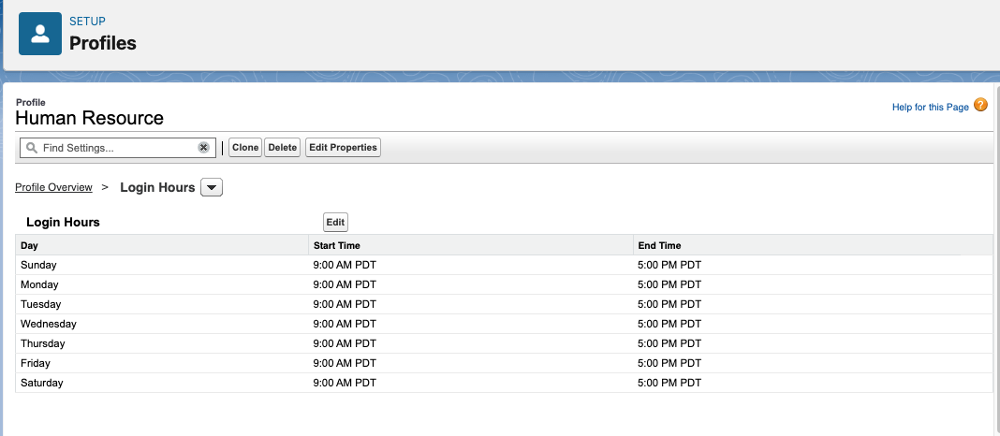 SETUP
Profiles
Profile
Human Resource
Help for this Page ?
Find Settings... Clone Delete Edit Properties
Profile Overview > Login Hours
Login Hours Edit
Day Start Time End Time
Sunday 9:00 AM PDT 5:00 PM PDT
Monday 9:00 AM PDT 5:00 PM PDT
Tuesday 9:00 AM PDT 5:00 PM PDT
Wednesday 9:00 AM PDT 5:00 PM PDT
Thursday 9:00 AM PDT 5:00 PM PDT
Friday 9:00 AM PDT 5:00 PM PDT
Saturday 9:00 AM PDT 5:00 PM PDT